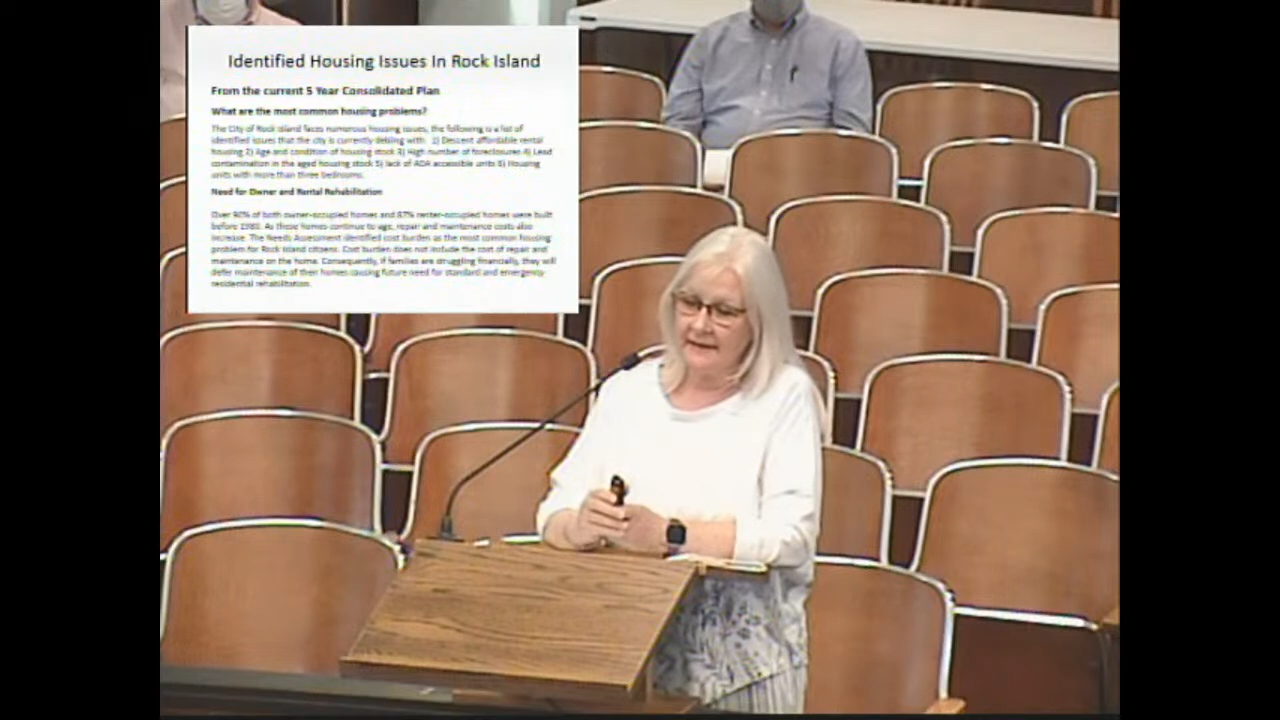 Identified Housing Issues In Rock Island
From the current 5 Year Consolidated Plan
What are the most common housing problems?
The City of Rock Island faces numerous housing issues, the following is a list of
identified issues that the city is currently debling with: 1) Descent affordable rental
housing 2) Age and condition of housing stock 3) High number of foreclosures 4) Lead
contamination in the aged housing stock 5) lack of ADA accessible units 6) Housing
units with more than three bedrooms.
Need for Owner and Rental Rehabilitation
Over 90% of both owner-occupied homes and 87% renter-occupied homes were built
before 1980. As these homes continue to age, repair and maintenance costs also
increase. The Needs Assessment identified cost burden as the most common housing
problem for Rock Island citizens. Cost burden does not include the cost of repair and
maintenance on the home. Consequently, if families are struggling financially, they will
defer maintenance of their homes causing future need for standard and emergency
residential rehabilitation.